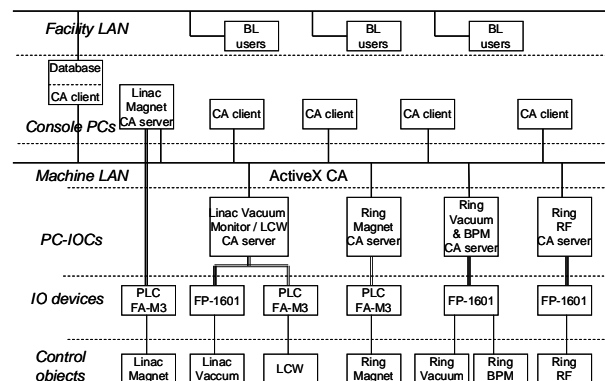 Facility LAN
BL
users
BL
users
BL
users
Database
CA client
Linac
Magnet
CA server
CA client
CA client
CA client
CA client
Console PCs
Machine LAN
ActiveX CA
PC-IOCs
Linac Vacuum
Monitor / LCW
CA server
Ring
Magnet
CA server
Ring
Vacuum
& BPM
CA server
Ring
RF
CA server
IO devices
PLC
FA-M3
FP-1601
PLC
FA-M3
PLC
FA-M3
FP-1601
FP-1601
Control
objects
Linac
Magnet
Linac
Vaccum
LCW
Ring
Magnet
Ring
Vacuum
Ring
BPM
Ring
RF